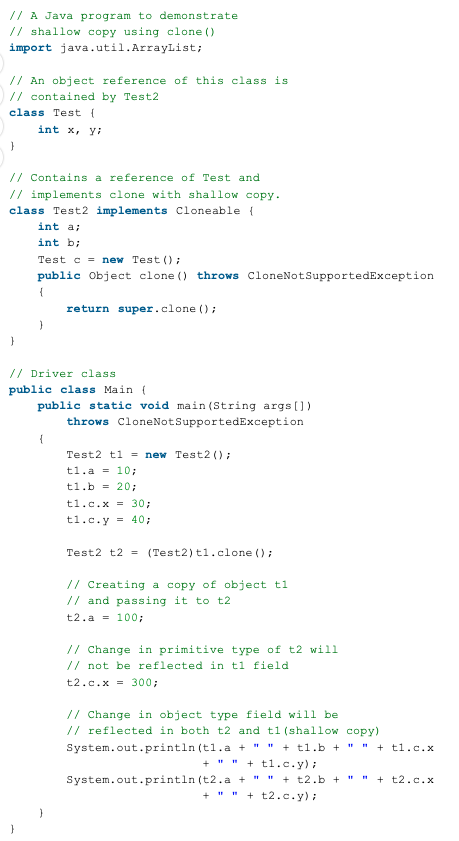 // A Java program to demonstrate
// shallow copy using clone()
import java.util.ArrayList;

// An object reference of this class is
// contained by Test2
class Test {
    int x, y;
}

// Contains a reference of Test and
// implements clone with shallow copy.
class Test2 implements Cloneable {
    int a;
    int b;
    Test c = new Test();
    public Object clone() throws CloneNotSupportedException
    {
        return super.clone();
    }
}

// Driver class
public class Main {
    public static void main(String args[])
        throws CloneNotSupportedException
    {
        Test2 t1 = new Test2();
        t1.a = 10;
        t1.b = 20;
        t1.c.x = 30;
        t1.c.y = 40;

        Test2 t2 = (Test2)t1.clone();

        // Creating a copy of object t1
        // and passing it to t2
        t2.a = 100;

        // Change in primitive type of t2 will
        // not be reflected in t1 field
        t2.c.x = 300;

        // Change in object type field will be
        // reflected in both t2 and t1(shallow copy)
        System.out.println(t1.a + " " + t1.b + " " + t1.c.x
                           + " " + t1.c.y);
        System.out.println(t2.a + " " + t2.b + " " + t2.c.x
                           + " " + t2.c.y);
    }
}